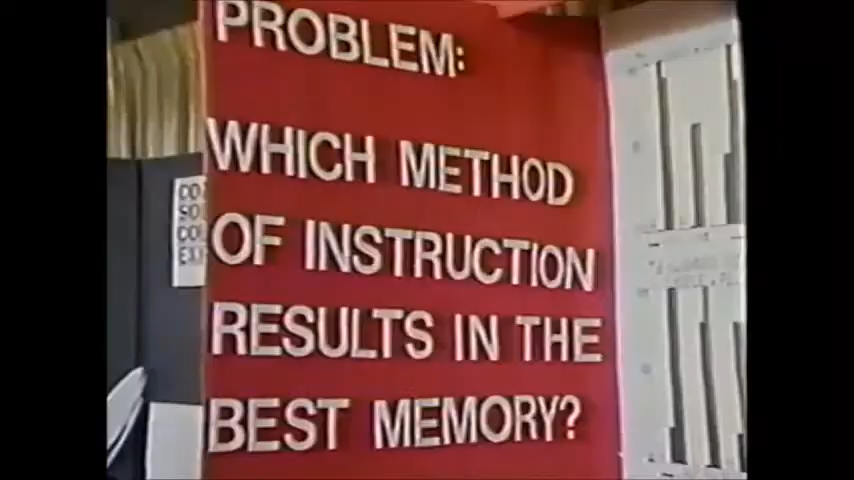 PROBLEM:
WHICH METHOD
OF INSTRUCTION
RESULTS IN THE
BEST MEMORY?